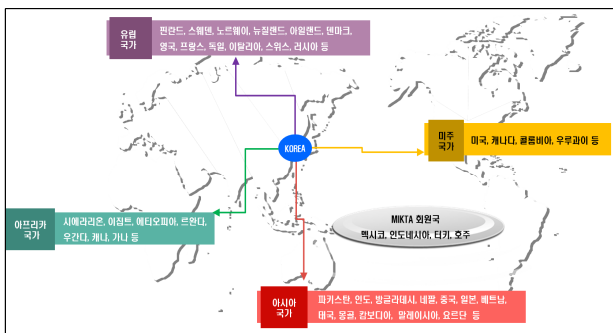 유럽
국가
핀란드, 스웨덴, 노르웨이, 뉴질랜드, 아일랜드, 덴마크,
영국, 프랑스, 독일, 이탈리아, 스위스, 러시아 등
KOREA
미주
국가
미국, 캐나다, 콜롬비아, 우루과이 등
아프리카
국가
시에라리온, 이집트, 에티오피아, 르완다,
우간다, 캐냐, 가나 등
MIKTA 회원국
멕시코, 인도네시아, 터키, 호주
아시아
국가
파키스탄, 인도, 방글라데시, 네팔, 중국, 일본, 베트남,
태국, 몽골, 캄보디아, 말레이시아, 요르단 등